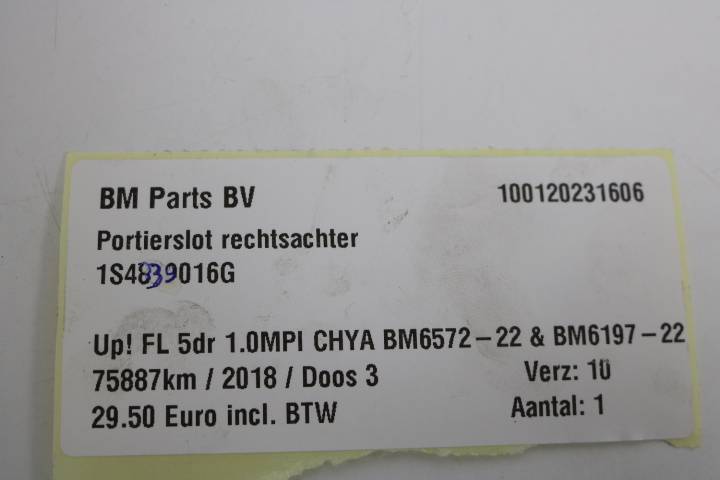 BM Parts BV 100120231606
Portierslot rechtsachter
1S4839016G
Up! FL 5dr 1.0MPI CHYA BM6572-22 & BM6197-22
75887km / 2018 / Doos 3 Verz: 10
29.50 Euro incl. BTW Aantal: 1